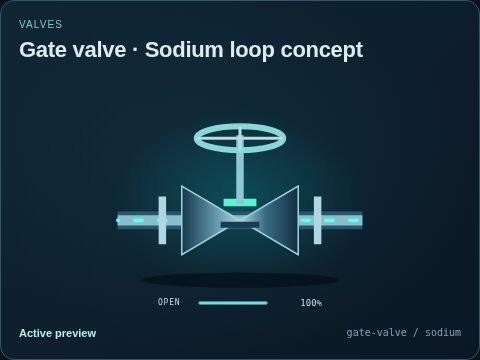 VALVES
Gate valve · Sodium loop concept
OPEN 100%
Active preview gate-valve / sodium